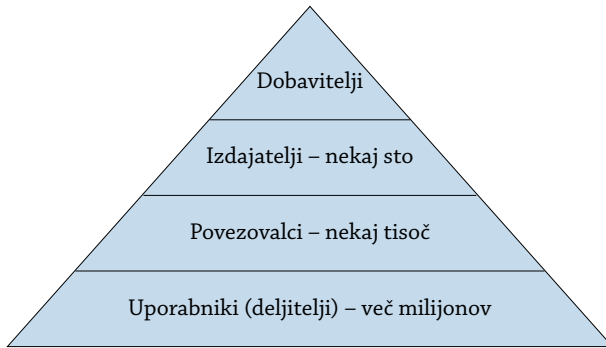 Dobavitelji
Izdajatelji – nekaj sto
Povezovalci – nekaj tisoč
Uporabniki (deljitelji) – več milijonov